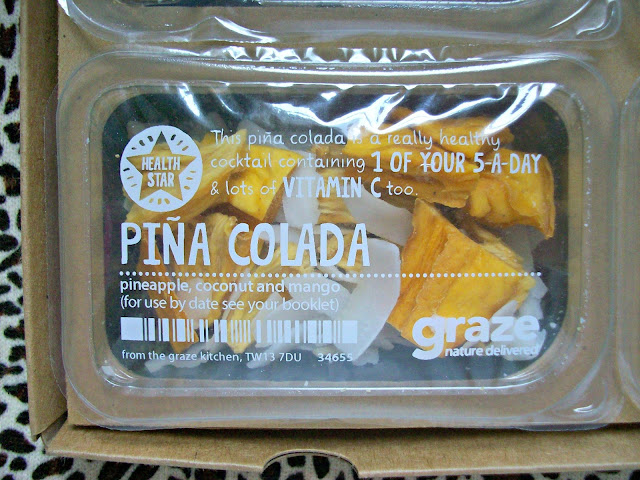 This piña colada is a really healthy
cocktail containing 1 OF YOUR 5-A-DAY
& lots of VITAMIN C too.
HEALTH
STAR
PIÑA COLADA
pineapple, coconut and mango
(for use by date see your booklet)
from the graze kitchen, TW13 7DU 34655
graze
nature delivered